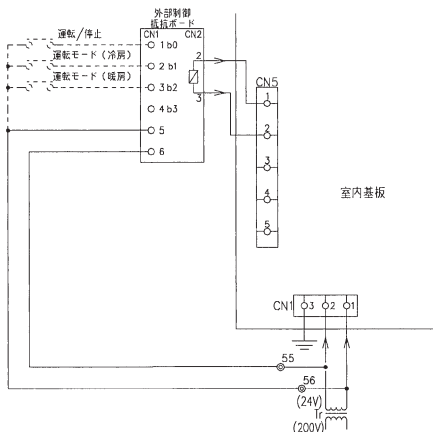 外部制御
抵抗ボード
運転/停止
CN1 CN2
1 b0
運転モード(冷房)
2 b1
2
運転モード(暖房)
3 b2
3
4 b3
5
6
CN5
1
2
3
4
5
室内基板
CN1 3 2 1
55
56
(24V)
Tr
(200V)